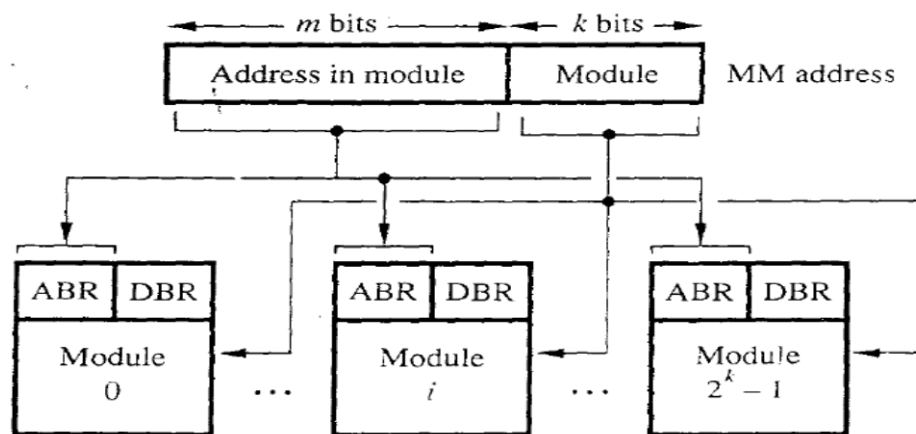 m bits k bits
Address in module Module MM address
ABR DBR ABR DBR ABR DBR
Module Module Module
0 ... i ... 2^k − 1